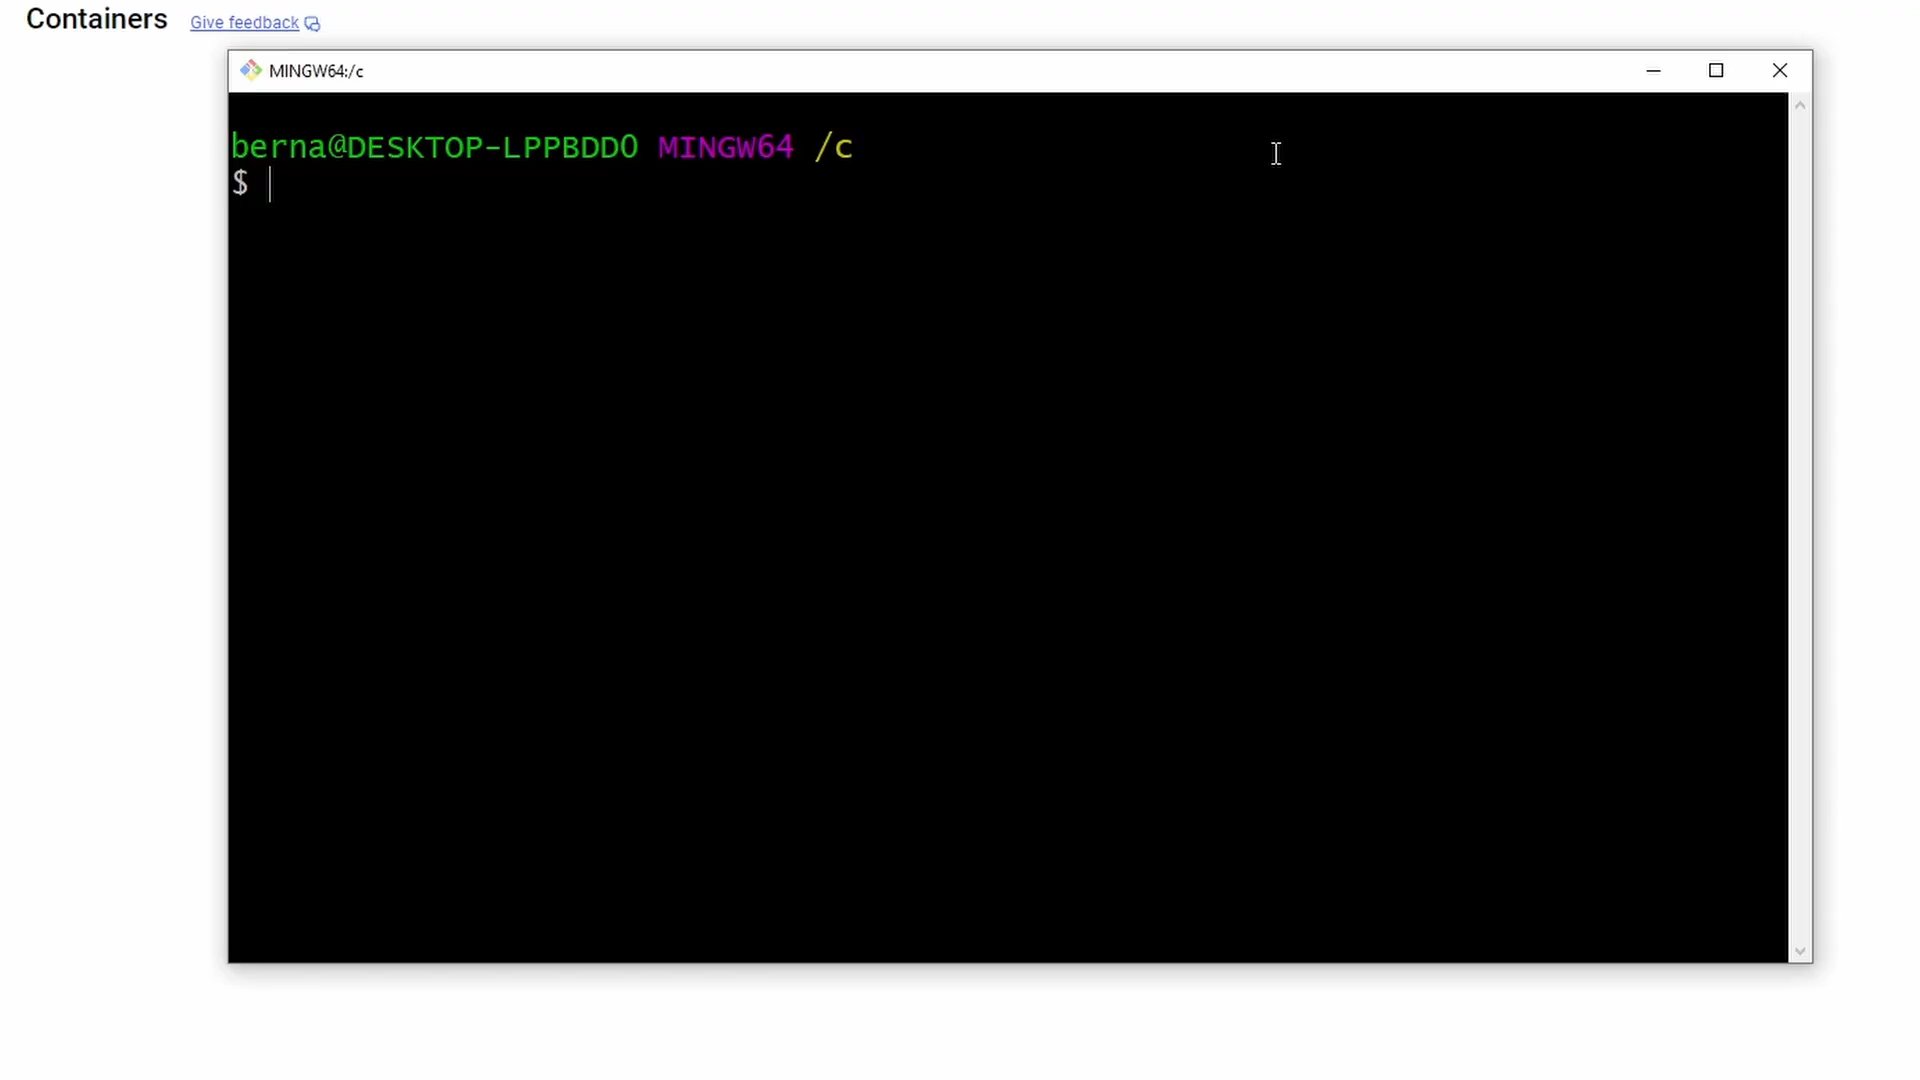 Containers Give feedback
MINGW64:/c
berna@DESKTOP-LPPBDD0 MINGW64 /c
$